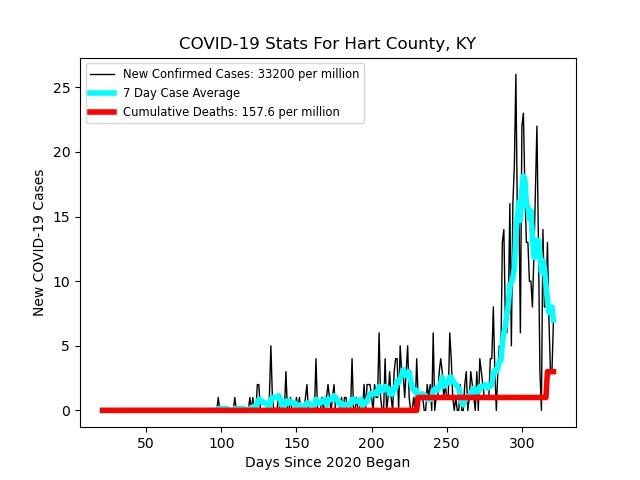 COVID-19 Stats For Hart County, KY
New Confirmed Cases: 33200 per million
7 Day Case Average
Cumulative Deaths: 157.6 per million
New COVID-19 Cases
25
20
15
10
5
0
50 100 150 200 250 300
Days Since 2020 Began